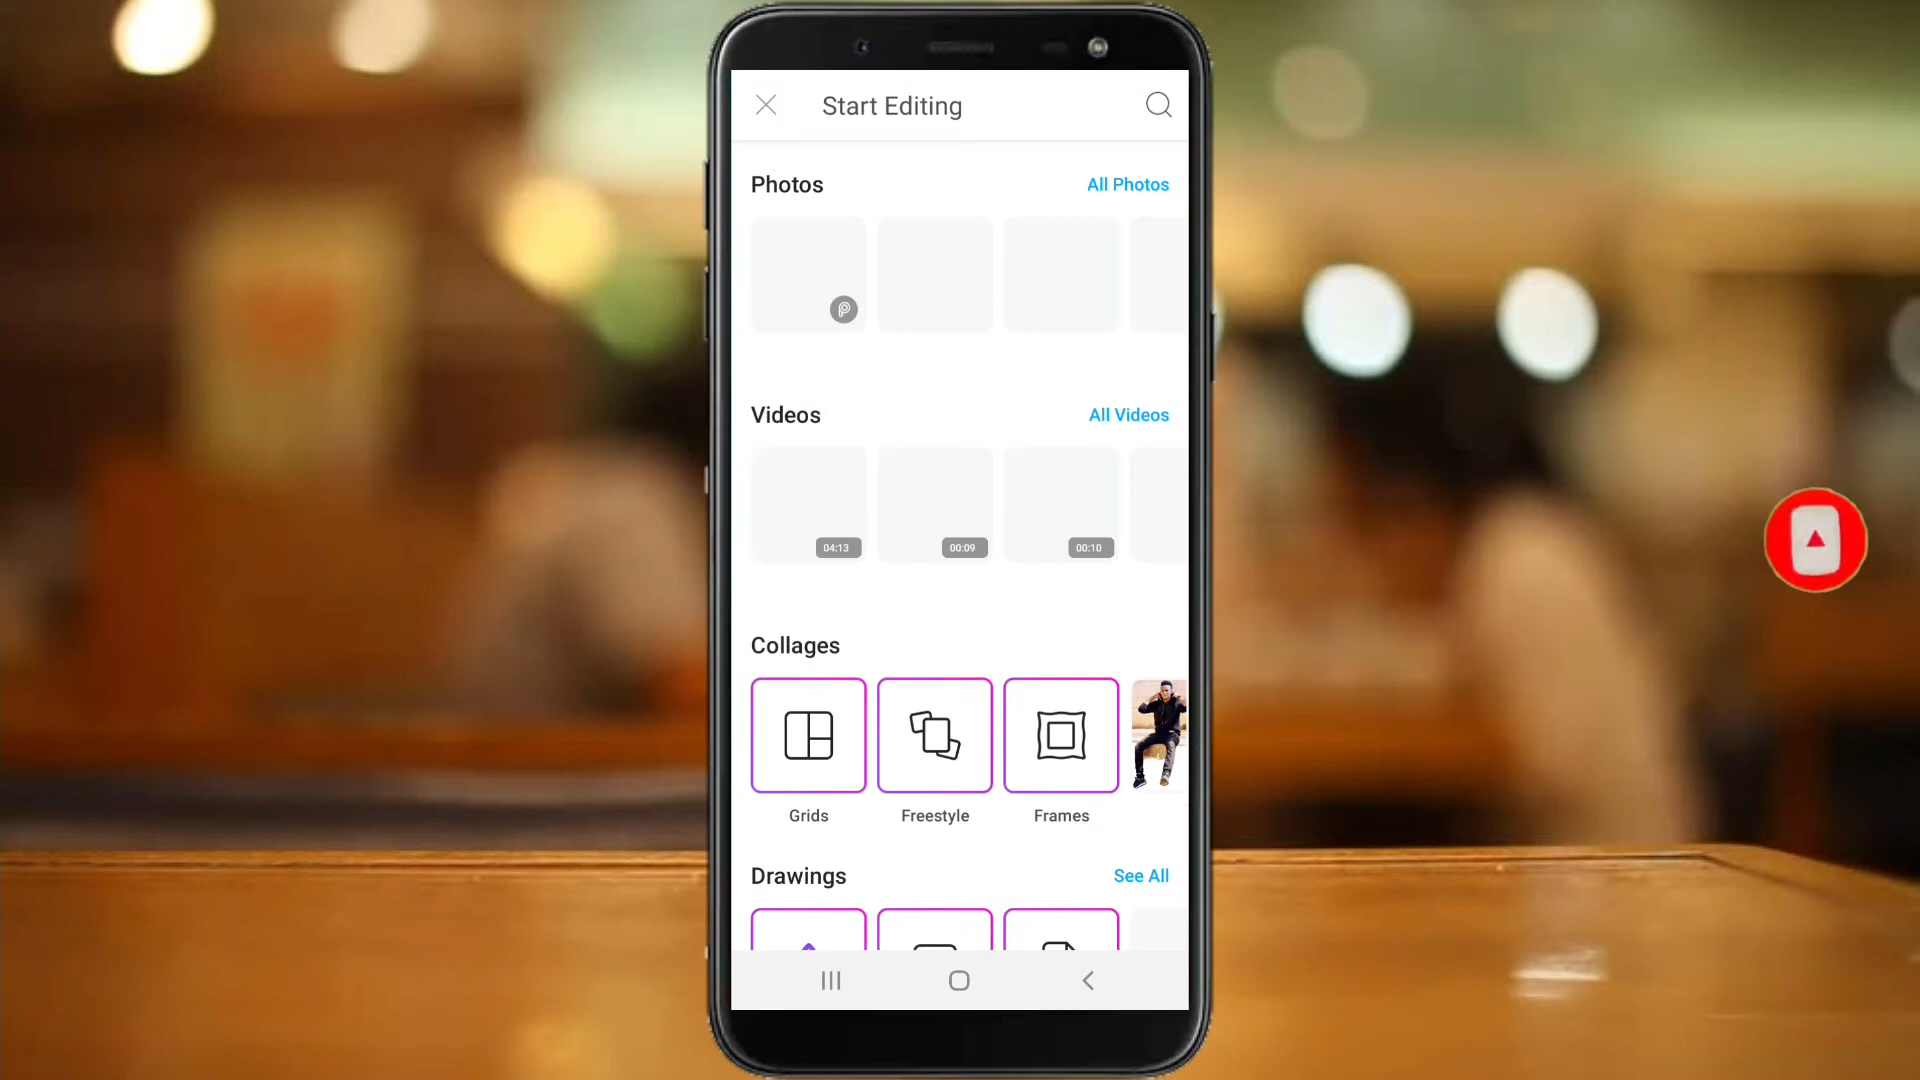 Start Editing
Photos
All Photos
Videos
All Videos
04:13
00:09
00:10
Collages
Grids
Freestyle
Frames
Drawings
See All